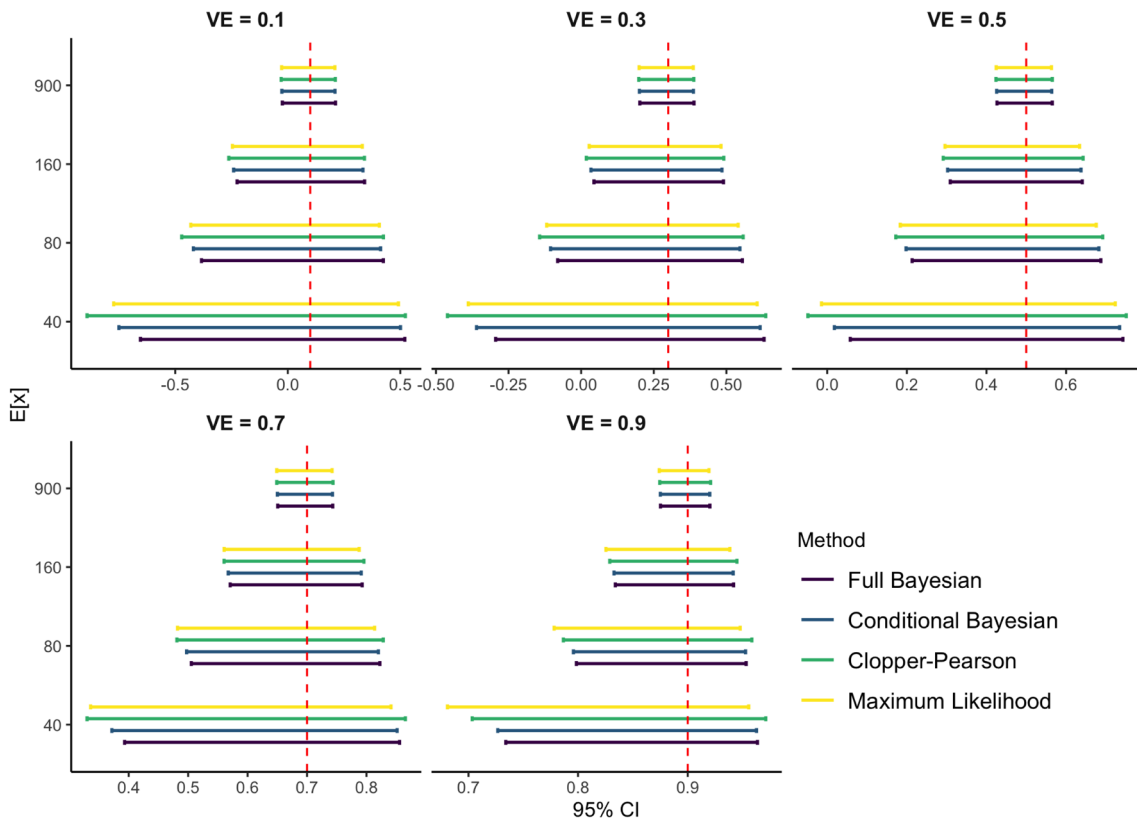 VE = 0.1
VE = 0.3
VE = 0.5
900
160
80
40
-0.5 0.0 0.5
-0.50 -0.25 0.00 0.25 0.50
0.0 0.2 0.4 0.6
E[x]
VE = 0.7
VE = 0.9
900
160
80
40
0.4 0.5 0.6 0.7 0.8
0.7 0.8 0.9
95% CI
Method
Full Bayesian
Conditional Bayesian
Clopper-Pearson
Maximum Likelihood